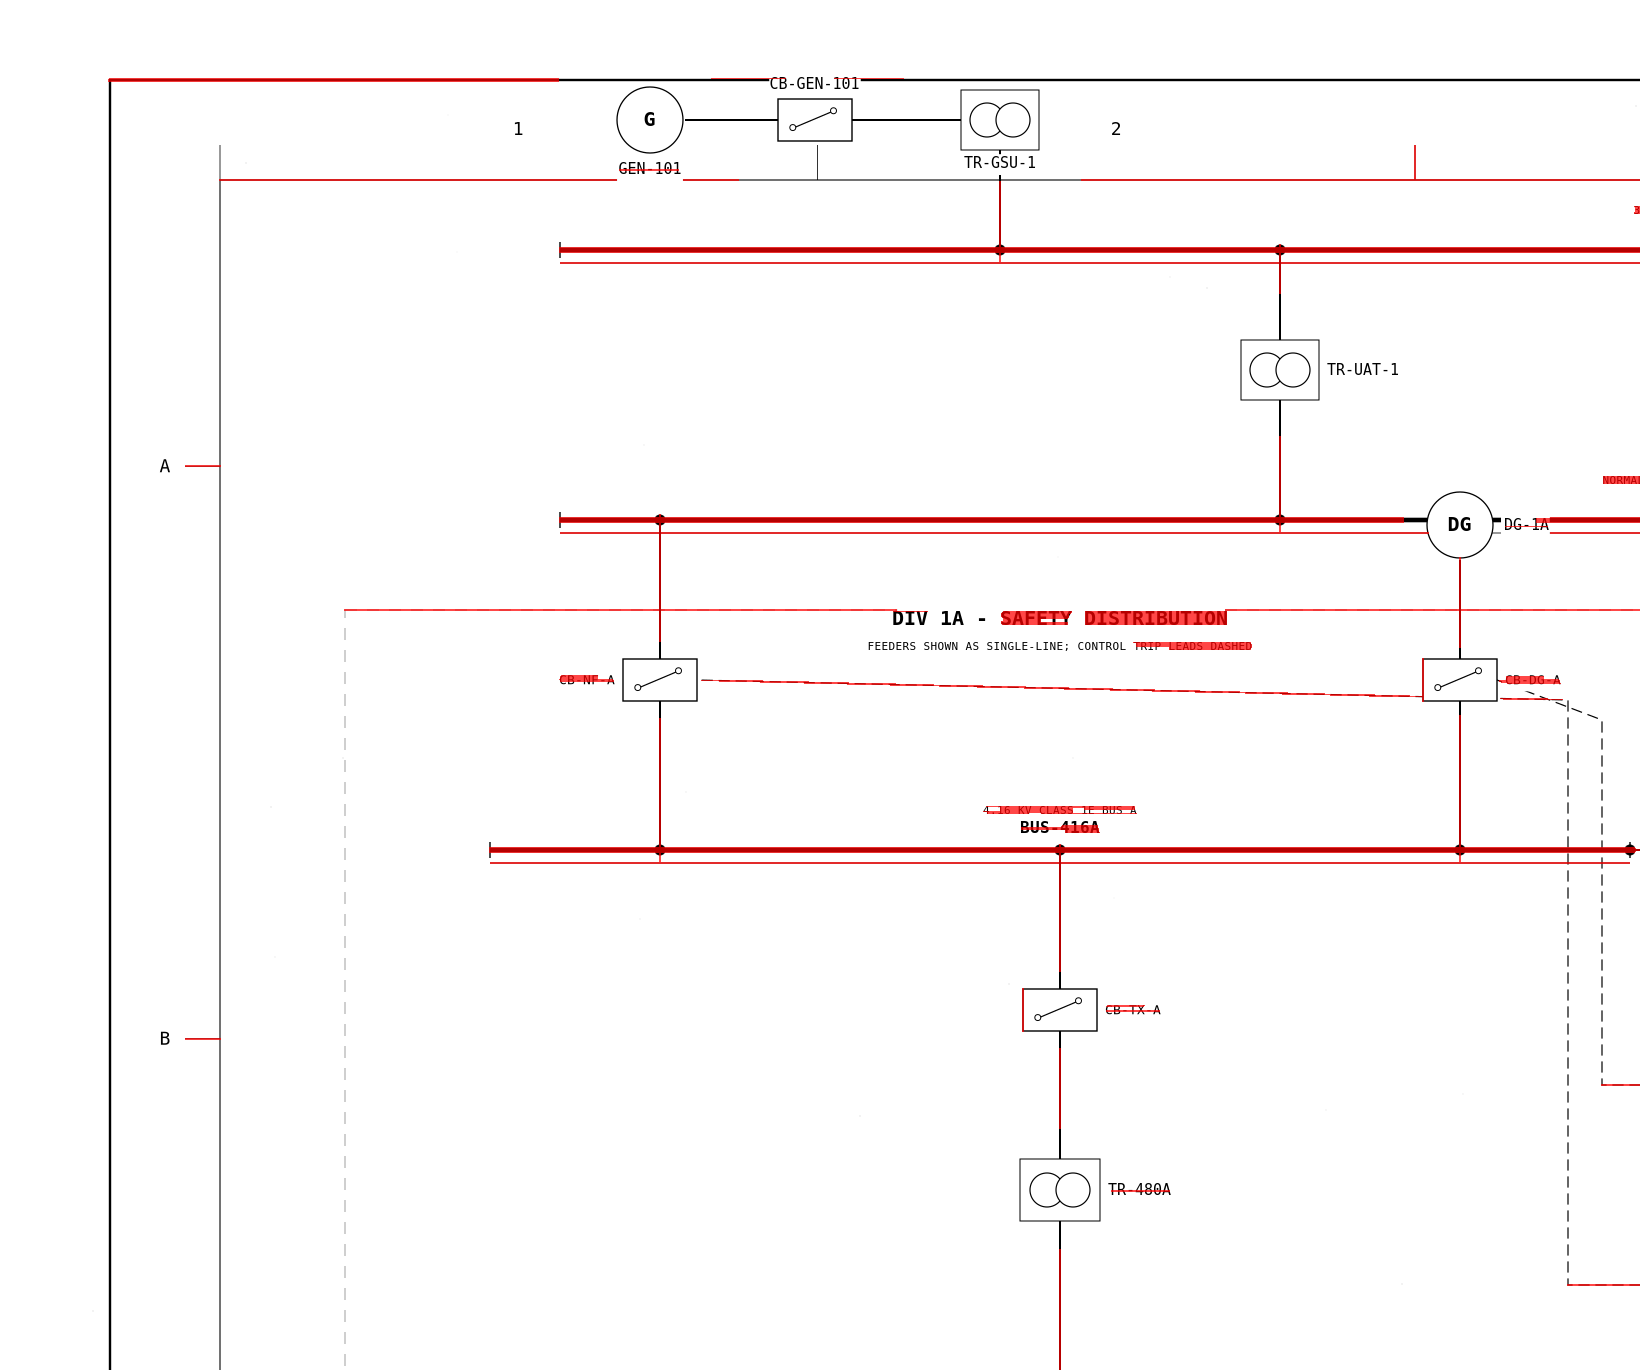 CB-GEN-101
G
1
2
GEN-101
TR-GSU-1
TR-UAT-1
A
NORMAL
DG
DG-1A
DIV 1A - SAFETY DISTRIBUTION
FEEDERS SHOWN AS SINGLE-LINE; CONTROL TRIP LEADS DASHED
CB-NF-A
CB-DG-A
4.16 KV CLASS 1E BUS A
BUS-416A
CB-TX-A
B
TR-480A